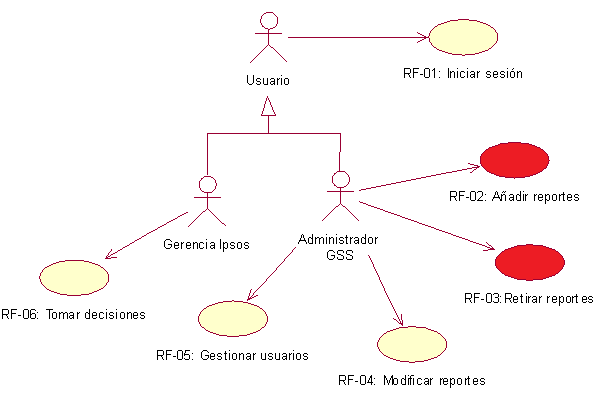 Usuario
RF-01: Iniciar sesión
RF-02: Añadir reportes
Gerencia Ipsos
Administrador
GSS
RF-03:Retirar reportes
RF-06: Tomar decisiones
RF-05: Gestionar usuarios
RF-04: Modificar reportes